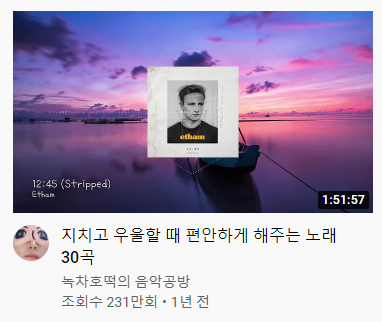 etham
12:45
12:45 (Stripped)
Etham
1:51:57
지치고 우울할 때 편안하게 해주는 노래
30곡
녹차호떡의 음악공방
조회수 231만회 • 1년 전